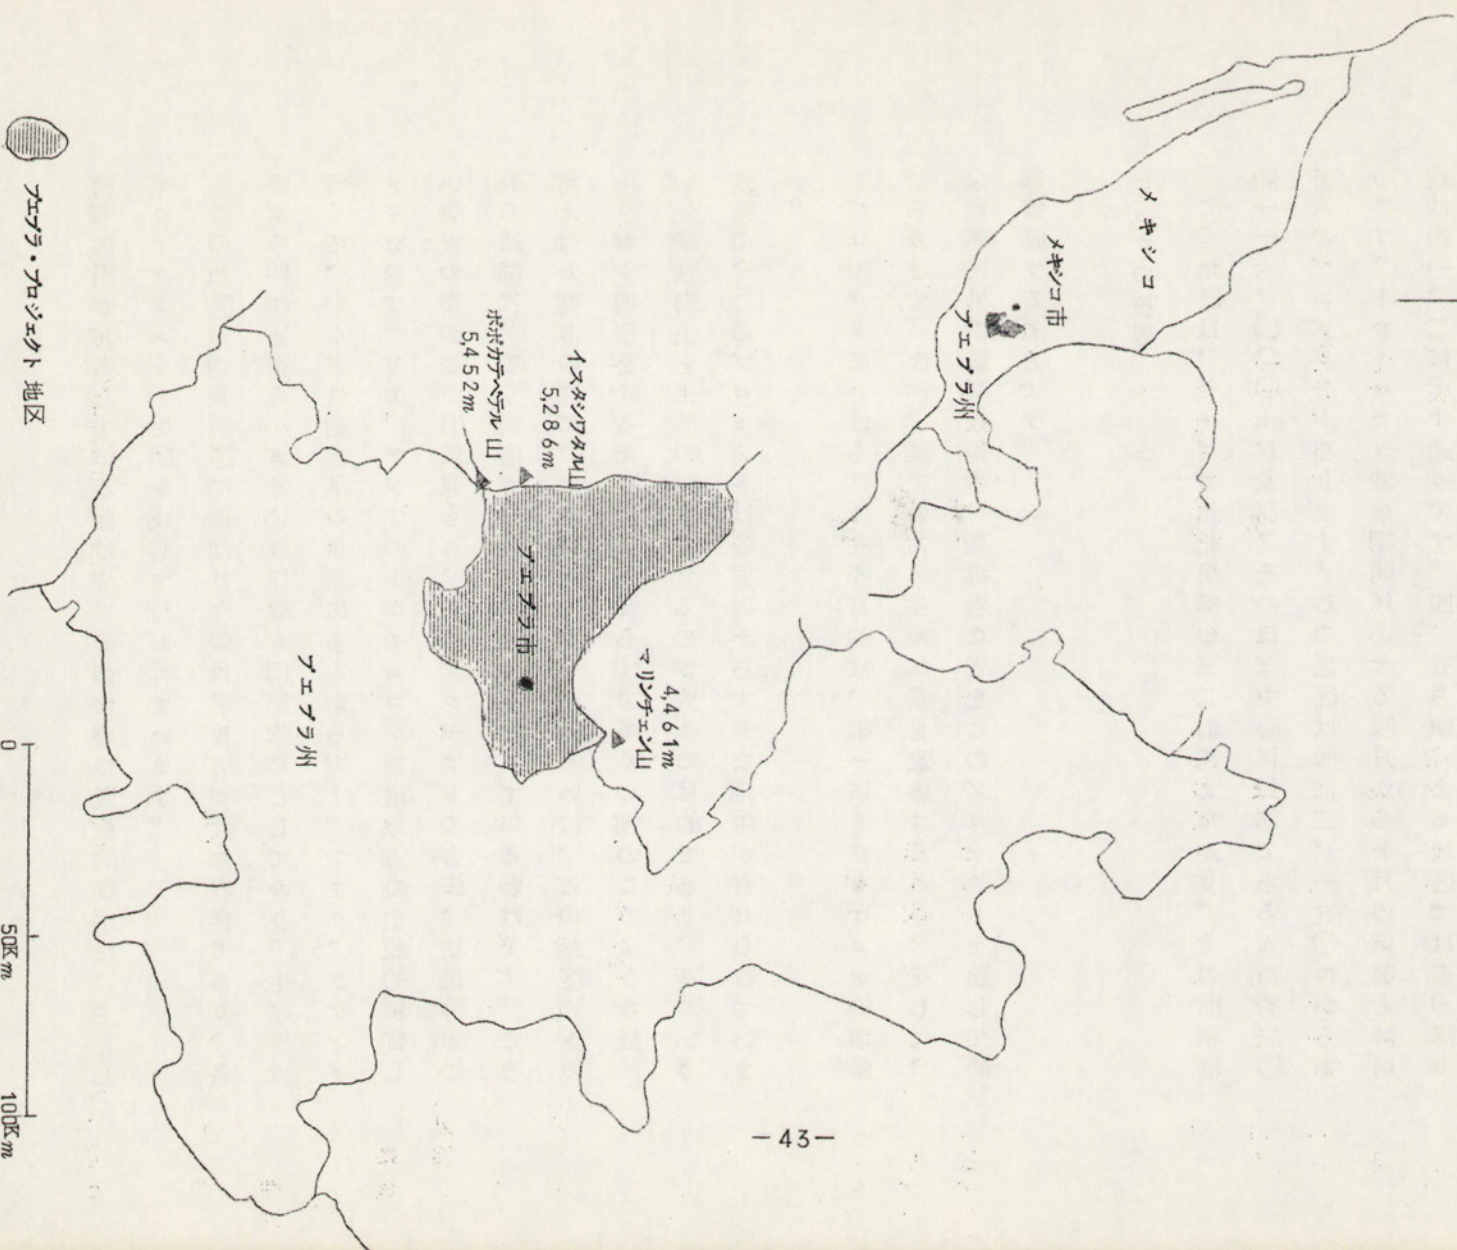 メキシコ
メキシコ市
プエブラ州
4,461m
マリンチェン山
イスタシワタル山
5,286m
プエブラ市
ポポカテペテル山
5,452m
プエブラ州
プエブラ・プロジェクト地区
0
50Km
100Km
－43－